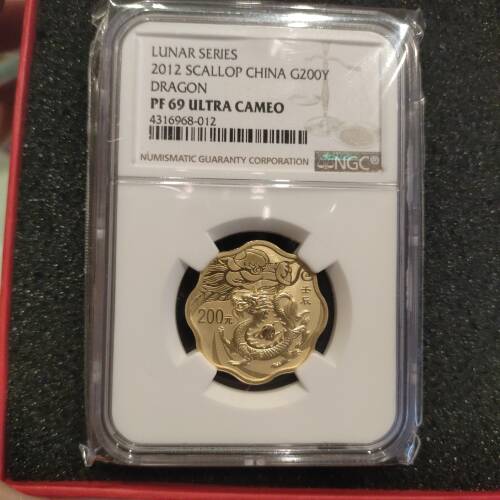 LUNAR SERIES
2012 SCALLOP CHINA G200Y
DRAGON
PF 69 ULTRA CAMEO
4316968-012
NUMISMATIC GUARANTY CORPORATION
NGC®
壬辰
200元